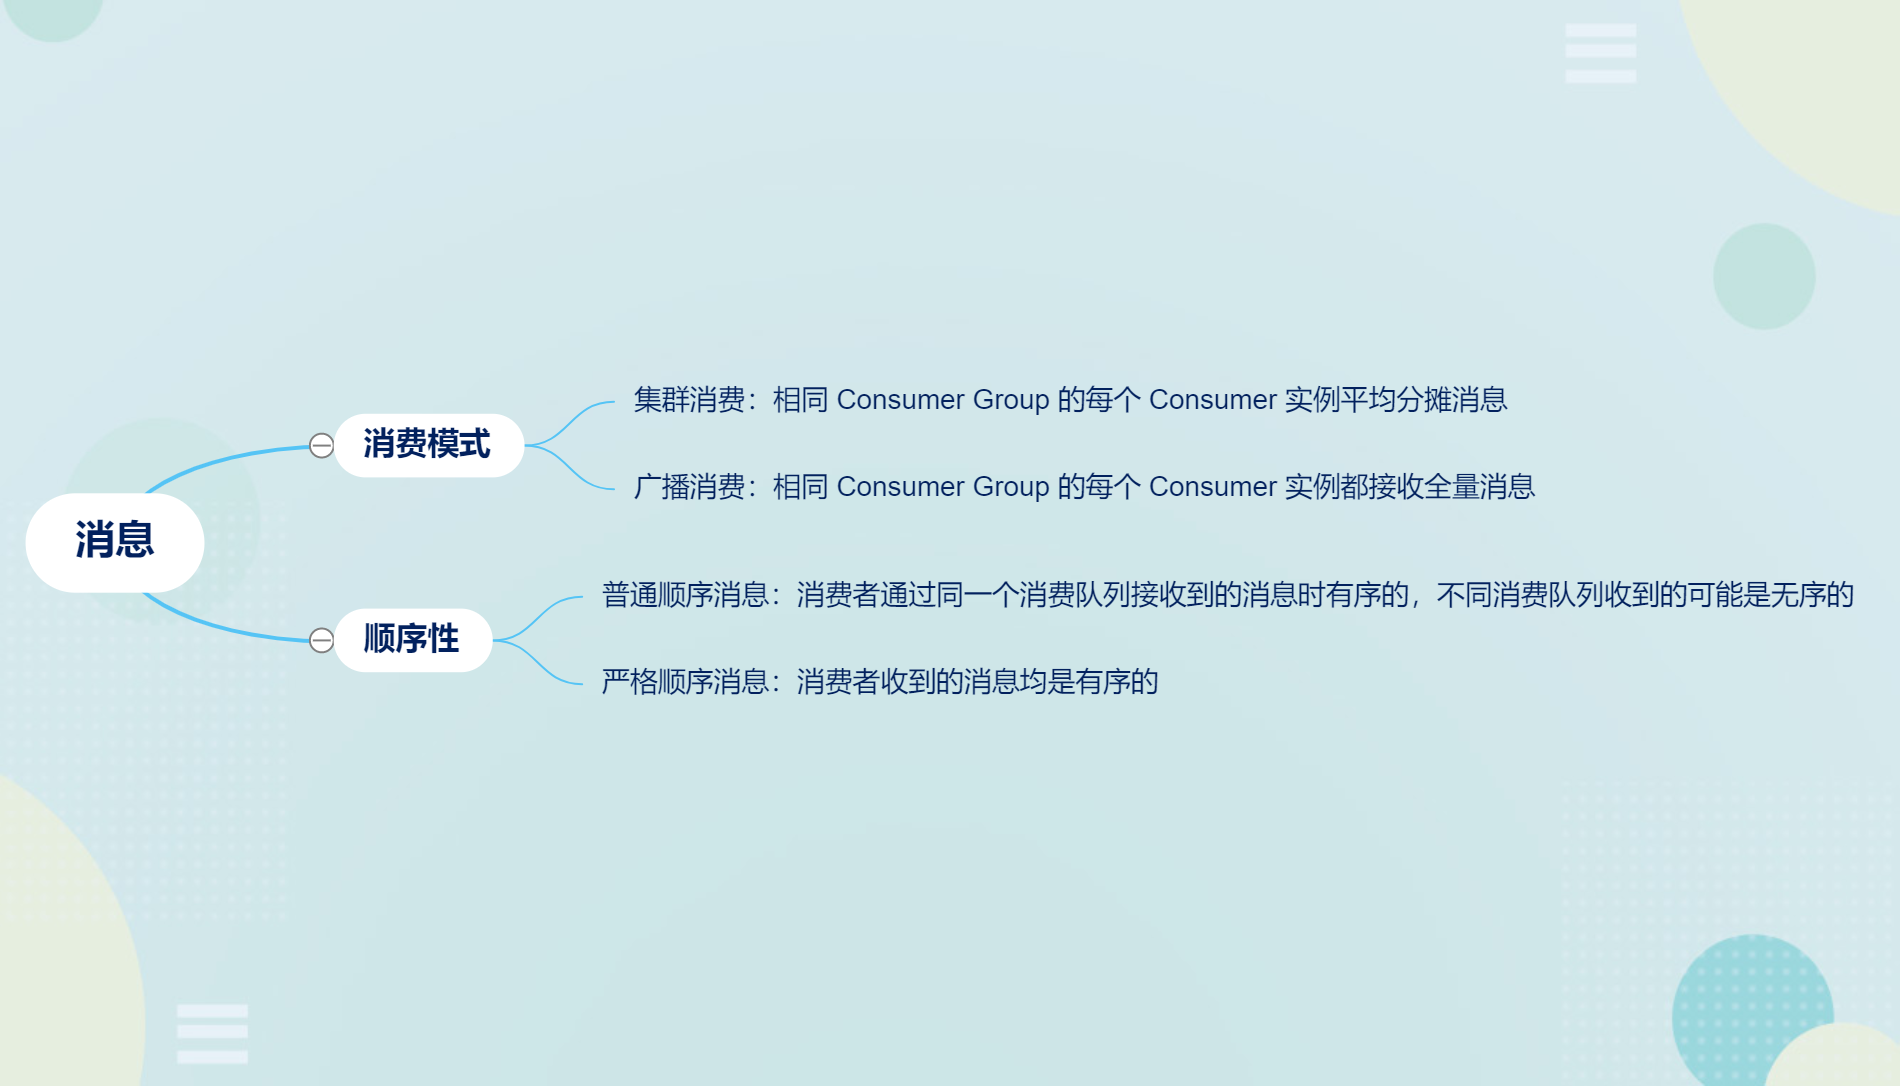 消息
消费模式
集群消费：相同 Consumer Group 的每个 Consumer 实例平均分摊消息
广播消费：相同 Consumer Group 的每个 Consumer 实例都接收全量消息
顺序性
普通顺序消息：消费者通过同一个消费队列接收到的消息时有序的，不同消费队列收到的可能是无序的
严格顺序消息：消费者收到的消息均是有序的